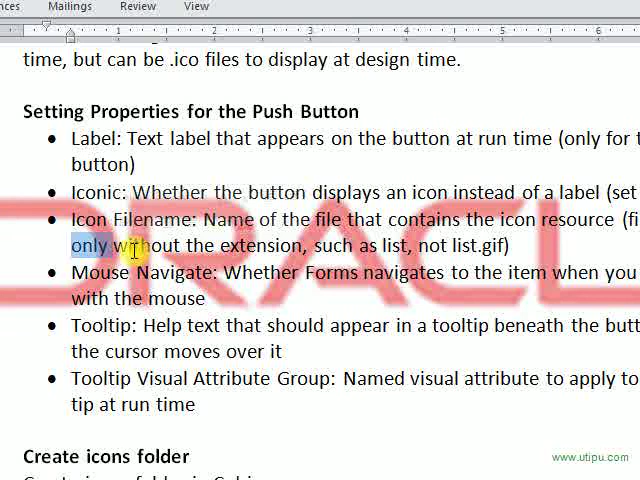 ences Mailings Review View
1 2 3 4 5 6
time, but can be .ico files to display at design time.
Setting Properties for the Push Button
• Label: Text label that appears on the button at run time (only for t
button)
• Iconic: Whether the button displays an icon instead of a label (set
• Icon Filename: Name of the file that contains the icon resource (fi
only without the extension, such as list, not list.gif)
• Mouse Navigate: Whether Forms navigates to the item when you
with the mouse
• Tooltip: Help text that should appear in a tooltip beneath the butt
the cursor moves over it
• Tooltip Visual Attribute Group: Named visual attribute to apply to
tip at run time
Create icons folder
www.utipu.com
ORACL